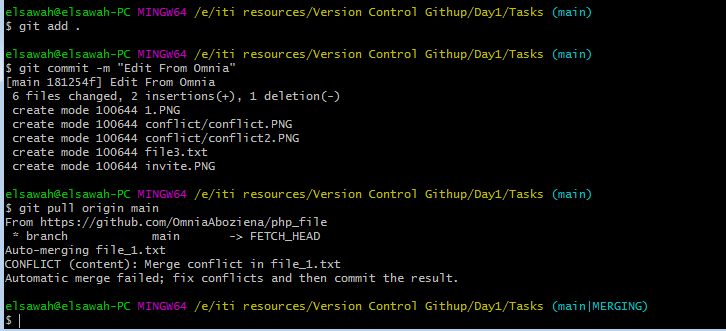 elsawah@elsawah-PC MINGW64 /e/iti resources/Version Control Githup/Day1/Tasks (main)
$ git add .
elsawah@elsawah-PC MINGW64 /e/iti resources/Version Control Githup/Day1/Tasks (main)
$ git commit -m "Edit From Omnia"
[main 181254f] Edit From Omnia
 6 files changed, 2 insertions(+), 1 deletion(-)
 create mode 100644 1.PNG
 create mode 100644 conflict/conflict.PNG
 create mode 100644 conflict/conflict2.PNG
 create mode 100644 file3.txt
 create mode 100644 invite.PNG
elsawah@elsawah-PC MINGW64 /e/iti resources/Version Control Githup/Day1/Tasks (main)
$ git pull origin main
From https://github.com/OmniaAboziena/php_file
 * branch            main       -> FETCH_HEAD
Auto-merging file_1.txt
CONFLICT (content): Merge conflict in file_1.txt
Automatic merge failed; fix conflicts and then commit the result.
elsawah@elsawah-PC MINGW64 /e/iti resources/Version Control Githup/Day1/Tasks (main|MERGING)
$